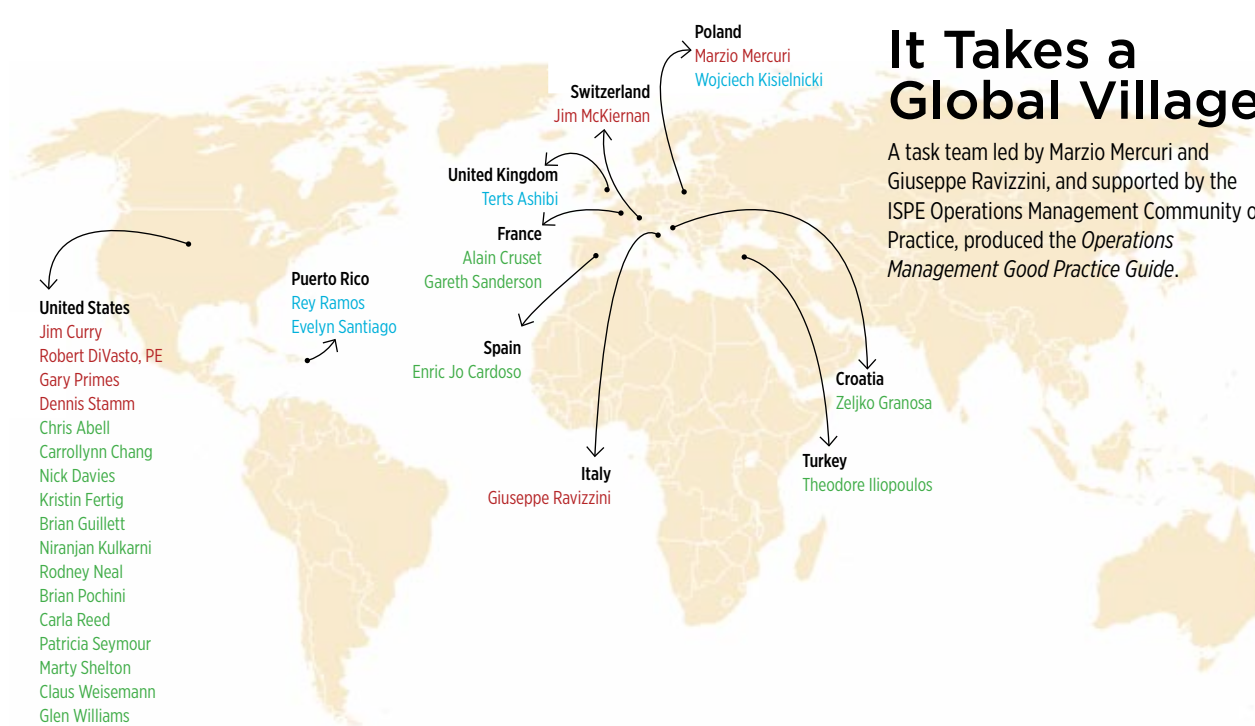 It Takes a
Global Village
A task team led by Marzio Mercuri and
Giuseppe Ravizzini, and supported by the
ISPE Operations Management Community o
Practice, produced the Operations
Management Good Practice Guide.
Poland
Marzio Mercuri
Wojciech Kisielnicki
Switzerland
Jim McKiernan
United Kingdom
Terts Ashibi
France
Alain Cruset
Gareth Sanderson
Spain
Enric Jo Cardoso
Italy
Giuseppe Ravizzini
Croatia
Zeljko Granosa
Turkey
Theodore Iliopoulos
Puerto Rico
Rey Ramos
Evelyn Santiago
United States
Jim Curry
Robert DiVasto, PE
Gary Primes
Dennis Stamm
Chris Abell
Carrollynn Chang
Nick Davies
Kristin Fertig
Brian Guillett
Niranjan Kulkarni
Rodney Neal
Brian Pochini
Carla Reed
Patricia Seymour
Marty Shelton
Claus Weisemann
Glen Williams